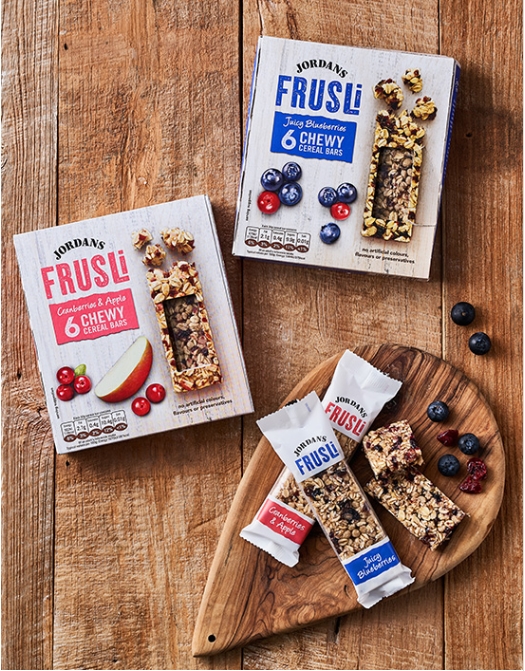 JORDANS
FRUSLi
Juicy Blueberries
6 CHEWY
CEREAL BARS
no artificial colours,
flavours or preservatives
JORDANS
FRUSLi
Cranberries & Apple
6 CHEWY
CEREAL BARS
no artificial colours,
flavours or preservatives
JORDANS
FRUSLi
Cranberries
& Apple
JORDANS
FRUSLi
Juicy
Blueberries